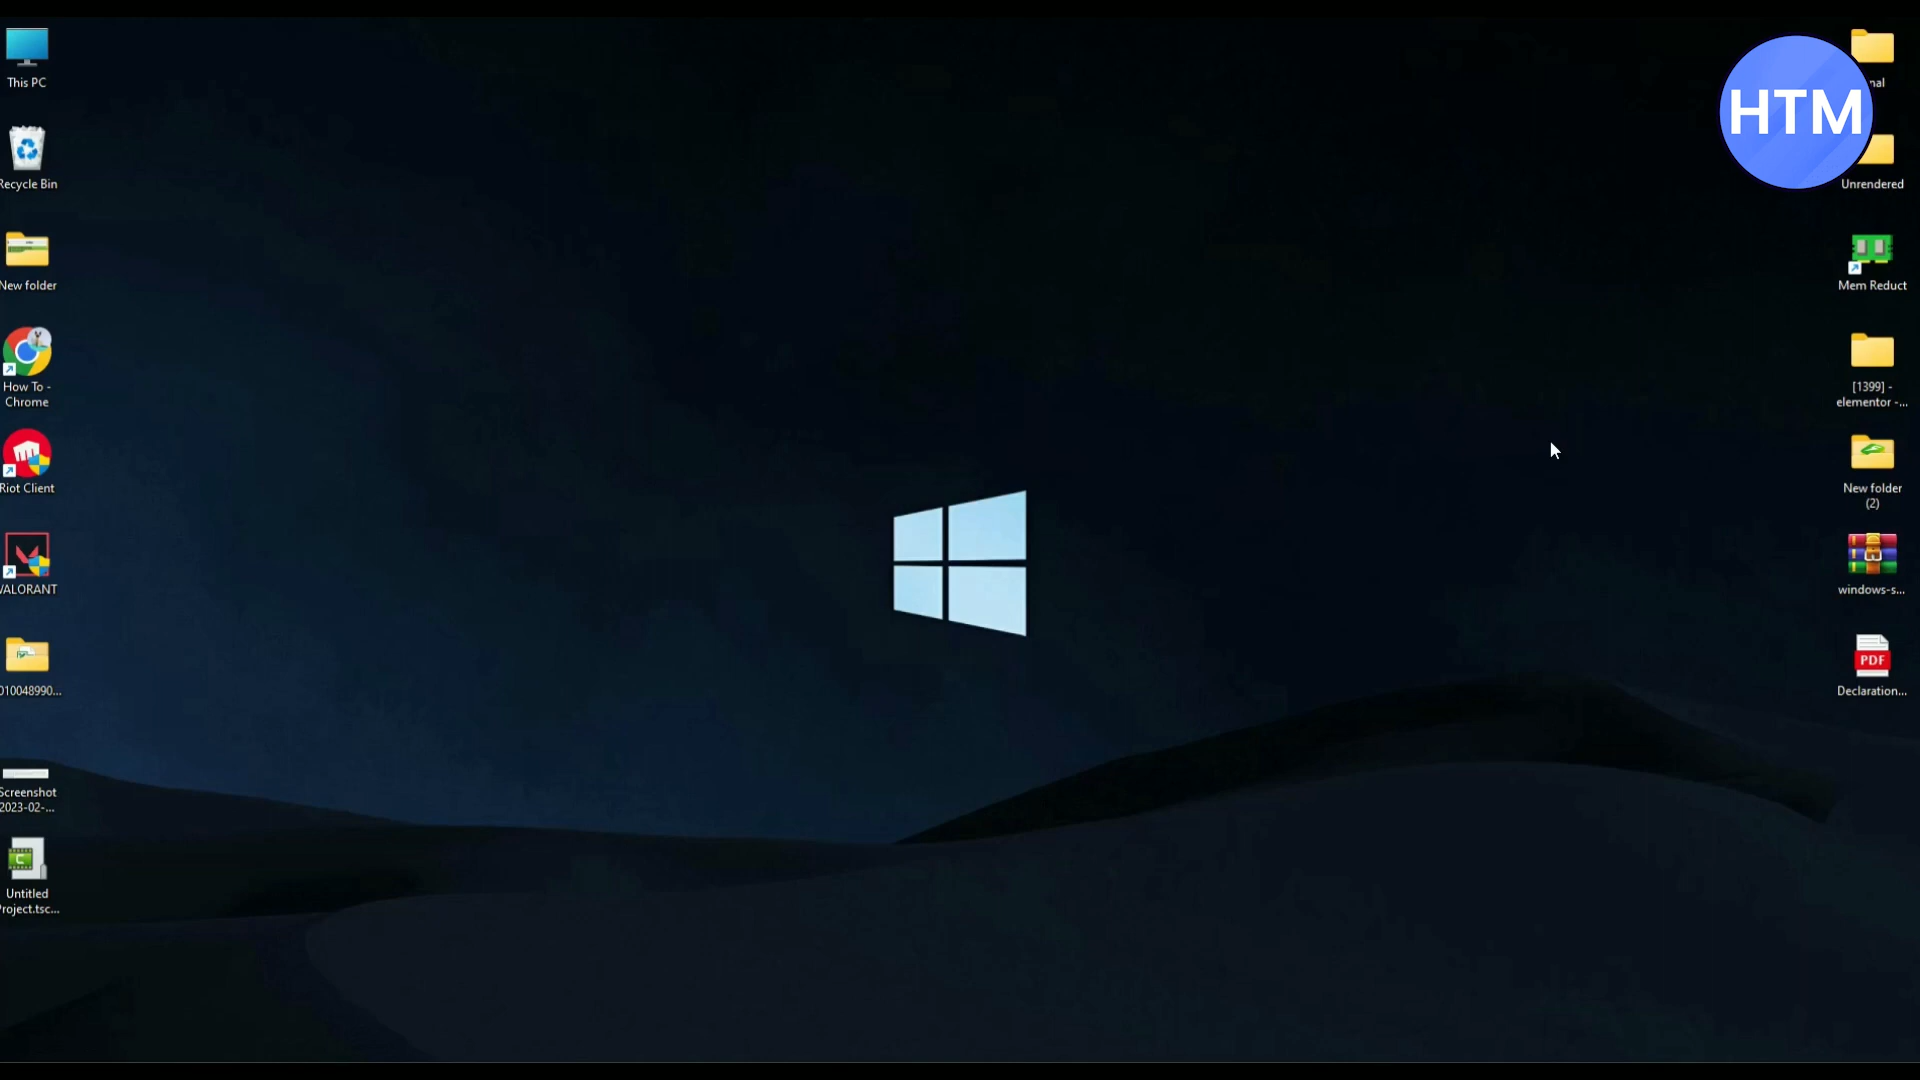 This PC
Recycle Bin
New folder
How To -
Chrome
Riot Client
VALORANT
010048990...
Screenshot
2023-02-...
C
Untitled
Project.tsc...
HTM
nal
Unrendered
Mem Reduct
[1399] -
elementor -...
New folder
(2)
windows-s...
PDF
Declaration...